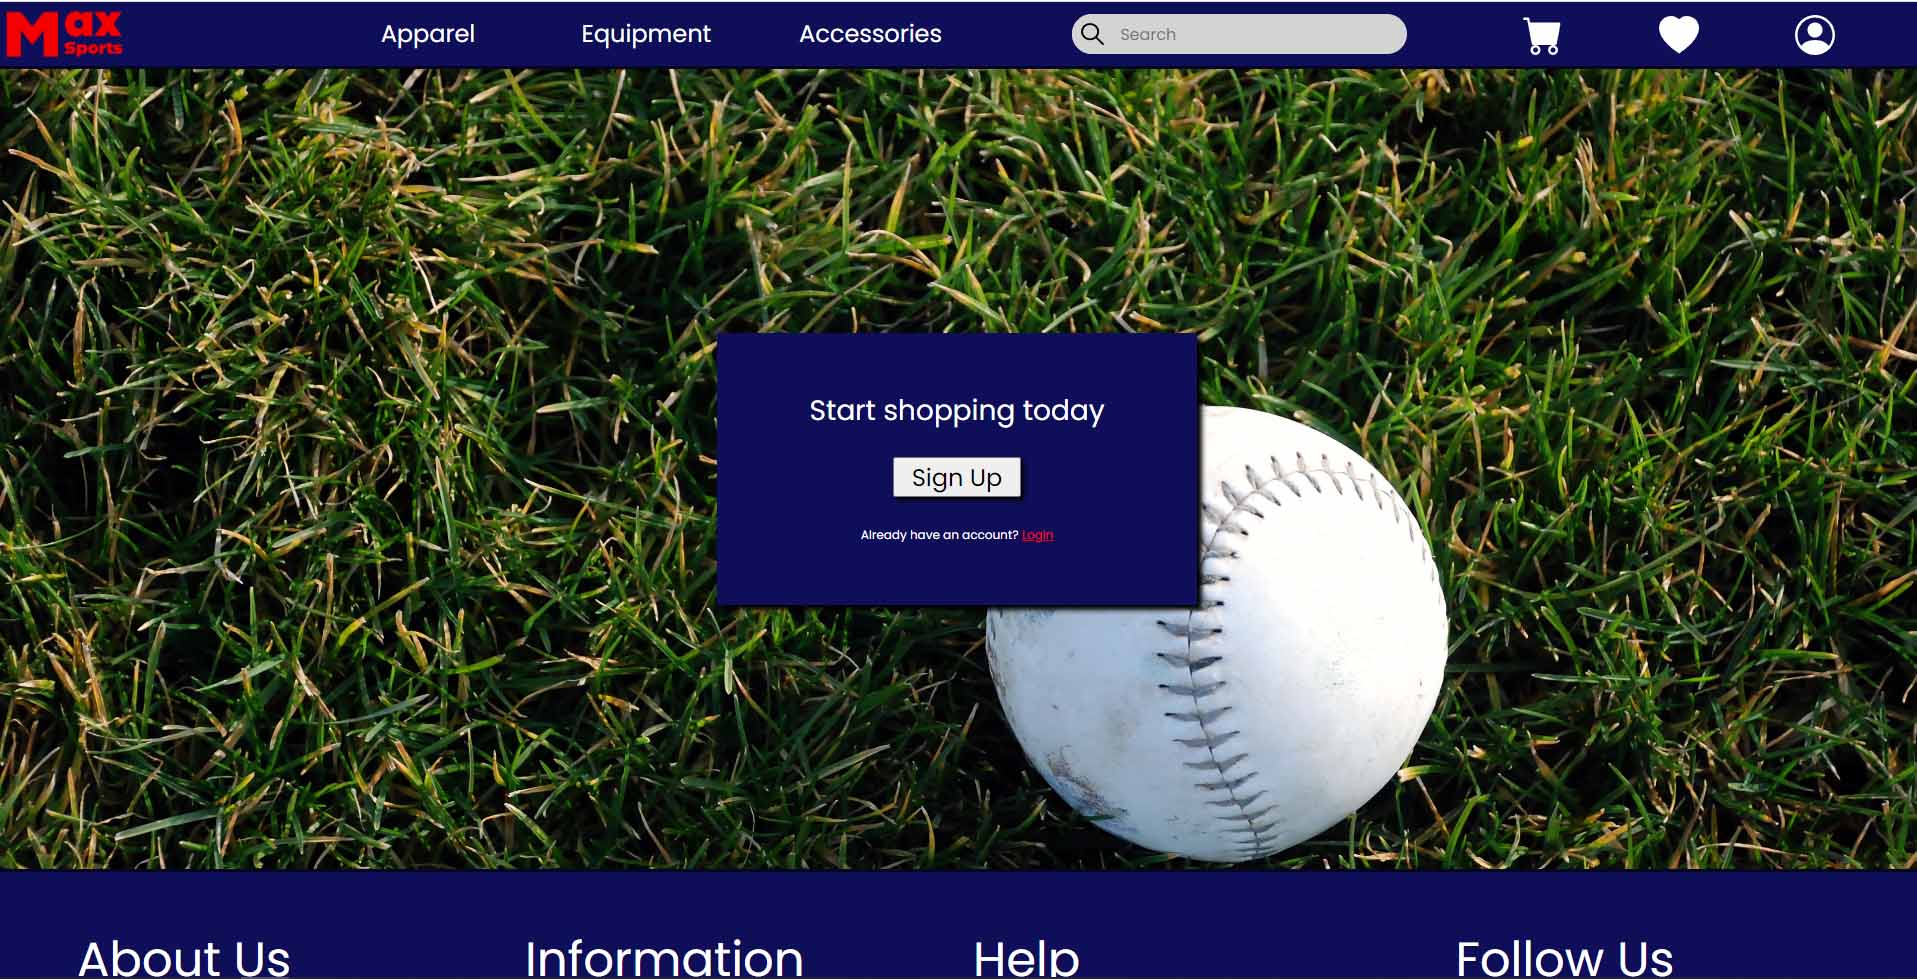 Max Sports
Apparel
Equipment
Accessories
Search
Start shopping today
Sign Up
Already have an account? Login
About Us
Information
Help
Follow Us